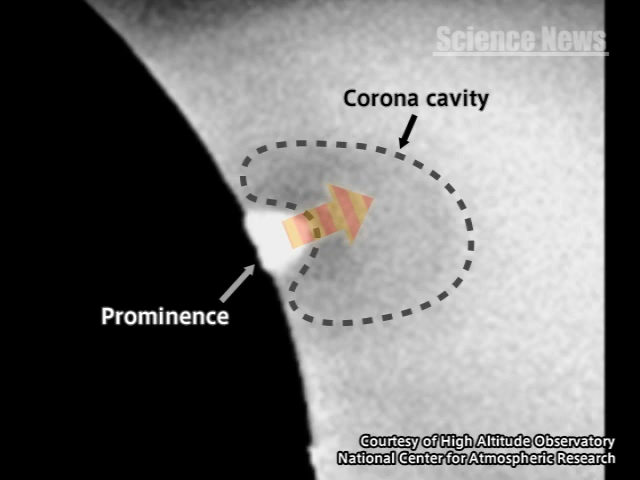 Science News
Corona cavity
Prominence
Courtesy of High Altitude Observatory
National Center for Atmospheric Research